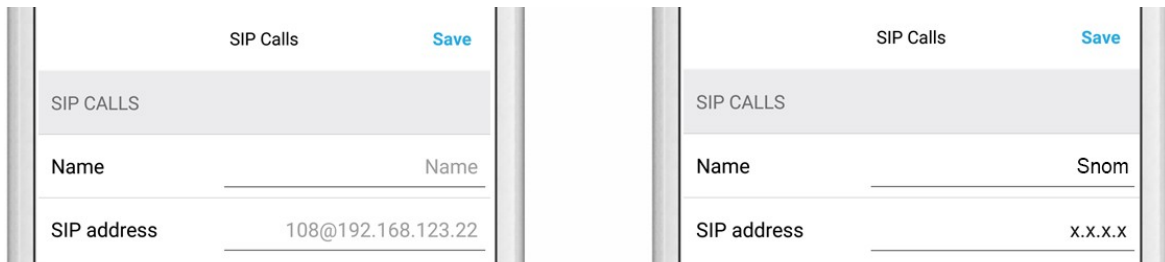 SIP Calls Save
SIP CALLS
Name Name
SIP address 108@192.168.123.22
SIP Calls Save
SIP CALLS
Name Snom
SIP address x.x.x.x